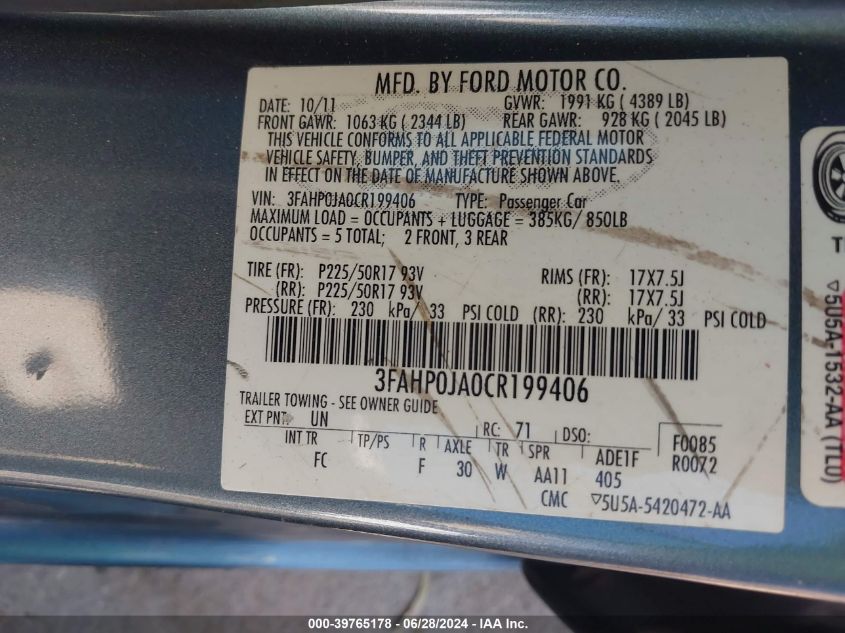 MFD. BY FORD MOTOR CO.
DATE: 10/11 GVWR: 1991 KG ( 4389 LB)
FRONT GAWR: 1063 KG ( 2344 LB) REAR GAWR: 928 KG ( 2045 LB)
THIS VEHICLE CONFORMS TO ALL APPLICABLE FEDERAL MOTOR
VEHICLE SAFETY, BUMPER, AND THEFT PREVENTION STANDARDS
IN EFFECT ON THE DATE OF MANUFACTURE SHOWN ABOVE.
VIN: 3FAHP0JA0CR199406 TYPE: Passenger Car
MAXIMUM LOAD = OCCUPANTS + LUGGAGE = 385KG/ 850LB
OCCUPANTS = 5 TOTAL; 2 FRONT, 3 REAR
TIRE (FR): P225/50R17 93V RIMS (FR): 17X7.5J
(RR): P225/50R17 93V (RR): 17X7.5J
PRESSURE (FR): 230 kPa/ 33 PSI COLD (RR): 230 kPa/ 33 PSI COLD
3FAHP0JA0CR199406
TRAILER TOWING - SEE OWNER GUIDE
EXT PNT: UN RC: 71 DSO: F0085
INT TR TP/PS R AXLE TR SPR ADE1F R0072
FC F 30 W AA11 405
CMC ▽5U5A-5420472-AA
T
▽5U5A-1532-AA (TLU)
000-39765178 - 06/28/2024 - IAA Inc.